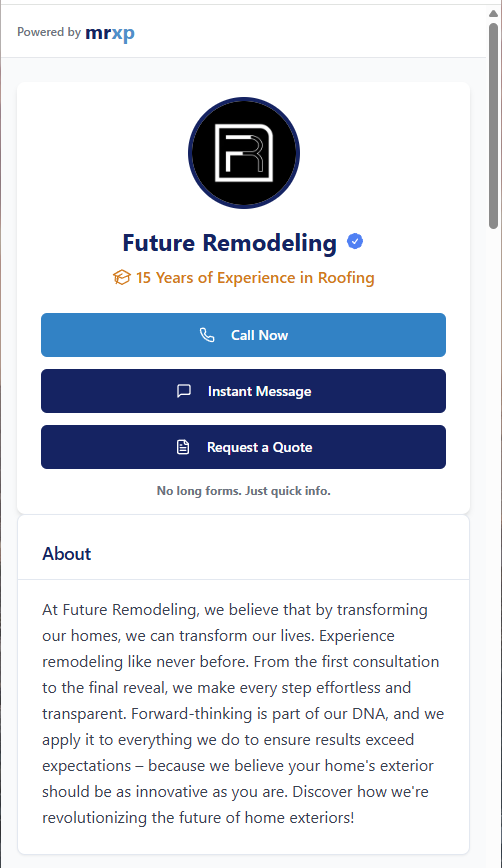 Powered by mrxp
Future Remodeling
15 Years of Experience in Roofing
Call Now
Instant Message
Request a Quote
No long forms. Just quick info.
About
At Future Remodeling, we believe that by transforming
our homes, we can transform our lives. Experience
remodeling like never before. From the first consultation
to the final reveal, we make every step effortless and
transparent. Forward-thinking is part of our DNA, and we
apply it to everything we do to ensure results exceed
expectations – because we believe your home's exterior
should be as innovative as you are. Discover how we're
revolutionizing the future of home exteriors!